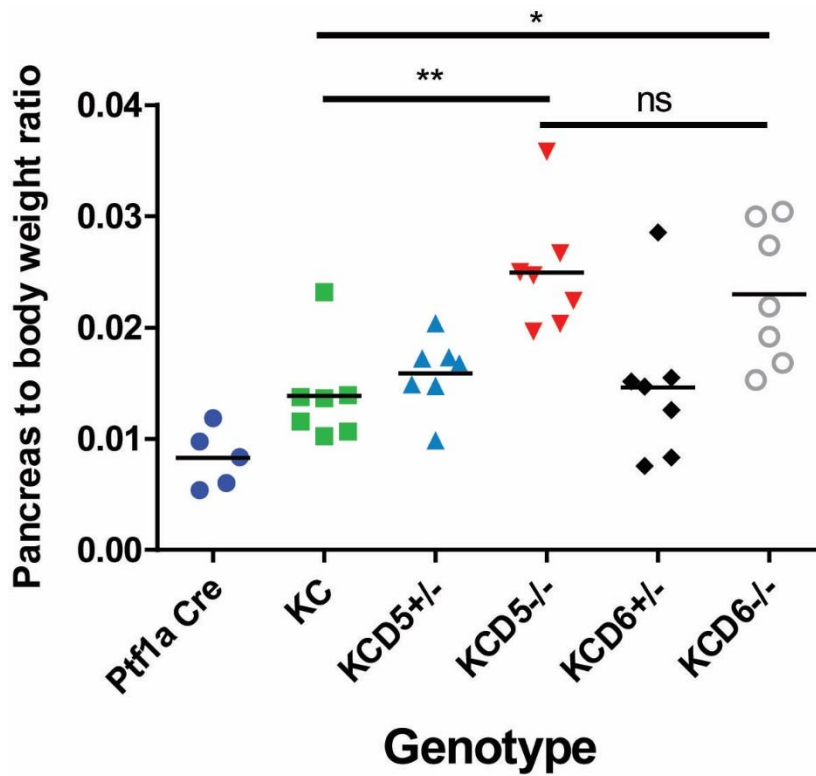 *
**
ns
Pancreas to body weight ratio
0.04
0.03
0.02
0.01
0.00
Ptf1a Cre
KC
KCD5+/-
KCD5-/-
KCD6+/-
KCD6-/-
Genotype